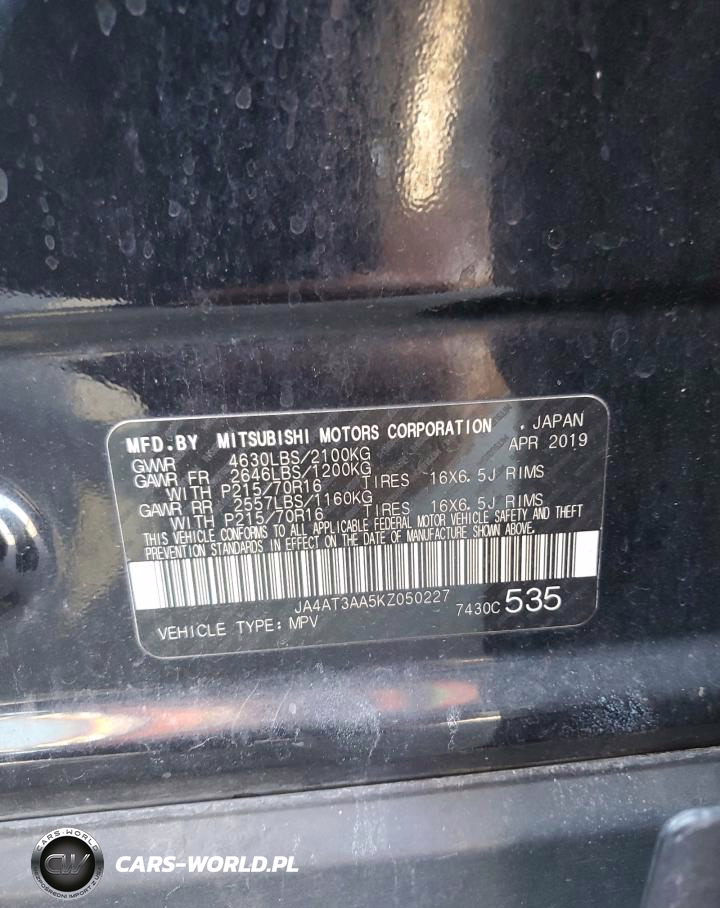 MFD.BY MITSUBISHI MOTORS CORPORATION , JAPAN
APR 2019
GVWR 4630LBS/2100KG
GAWR FR 2646LBS/1200KG
WITH P215/70R16 TIRES 16X6.5J RIMS
GAWR RR 2557LBS/1160KG
WITH P215/70R16 TIRES 16X6.5J RIMS
THIS VEHICLE CONFORMS TO ALL APPLICABLE FEDERAL MOTOR VEHICLE SAFETY AND THEFT
PREVENTION STANDARDS IN EFFECT ON THE DATE OF MANUFACTURE SHOWN ABOVE.
JA4AT3AA5KZ050227
7430C 535
VEHICLE TYPE: MPV
CARS-WORLD
CW
CARS-WORLD.PL